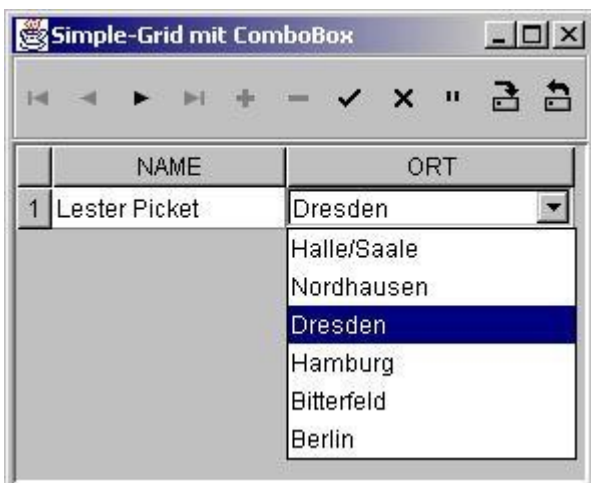 Simple-Grid mit ComboBox
NAME ORT
1 Lester Picket Dresden
Halle/Saale
Nordhausen
Dresden
Hamburg
Bitterfeld
Berlin